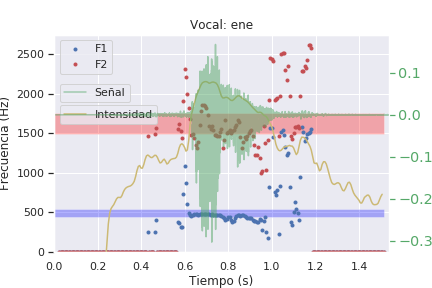 Vocal: ene
F1
F2
Señal
Intensidad
Frecuencia (Hz)
2500
2000
1500
1000
500
0
0.1
0.0
−0.1
−0.2
−0.3
0.0 0.2 0.4 0.6 0.8 1.0 1.2 1.4
Tiempo (s)